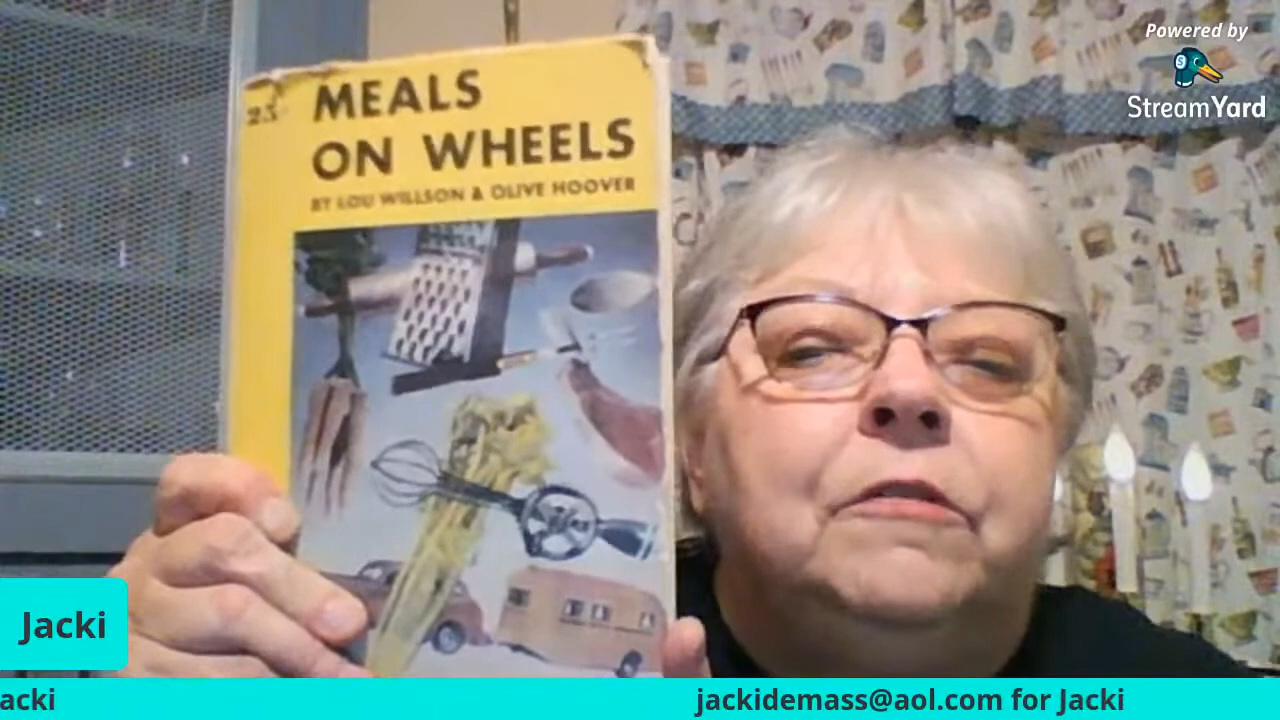 Powered by
StreamYard
25¢
MEALS
ON WHEELS
BY LOU WILLSON & OLIVE HOOVER
Jacki
acki
jackidemass@aol.com for Jacki